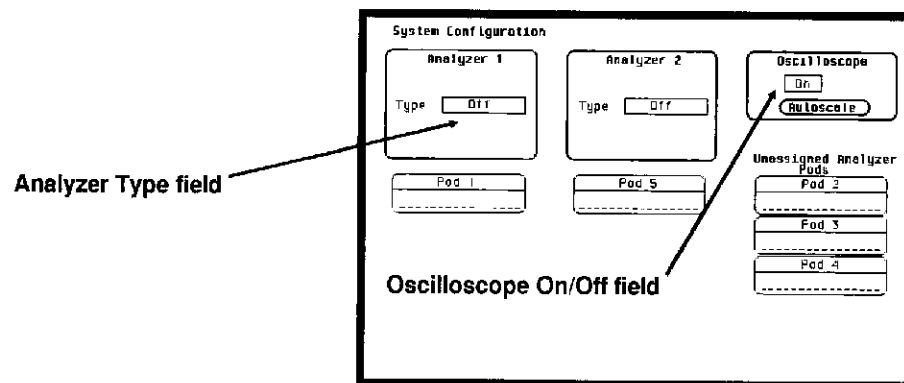 System Configuration
Analyzer 1
Type Off
Analyzer 2
Type Off
Oscilloscope
On
Autoscale
Analyzer Type field
Pod 1
Pod 5
Unassigned Analyzer
Pods
Pod 2
Pod 3
Pod 4
Oscilloscope On/Off field